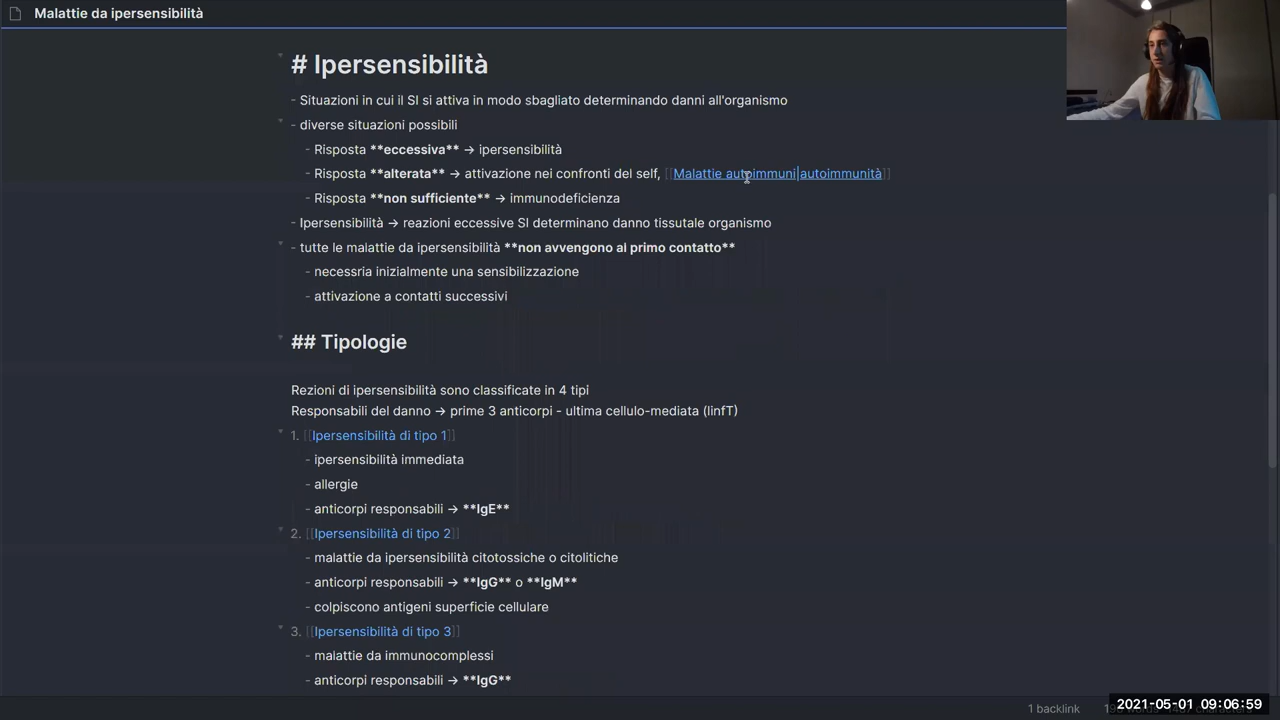 Malattie da ipersensibilità
# Ipersensibilità
- Situazioni in cui il SI si attiva in modo sbagliato determinando danni all'organismo
- diverse situazioni possibili
- Risposta **eccessiva** → ipersensibilità
- Risposta **alterata** → attivazione nei confronti del self, [[Malattie autoimmuni|autoimmunità]]
- Risposta **non sufficiente** → immunodeficienza
- Ipersensibilità → reazioni eccessive SI determinano danno tissutale organismo
- tutte le malattie da ipersensibilità **non avvengono al primo contatto**
- necessria inizialmente una sensibilizzazione
- attivazione a contatti successivi
## Tipologie
Rezioni di ipersensibilità sono classificate in 4 tipi
Responsabili del danno → prime 3 anticorpi - ultima cellulo-mediata (linfT)
1. [[Ipersensibilità di tipo 1]]
- ipersensibilità immediata
- allergie
- anticorpi responsabili → **IgE**
2. [[Ipersensibilità di tipo 2]]
- malattie da ipersensibilità citotossiche o citolitiche
- anticorpi responsabili → **IgG** o **IgM**
- colpiscono antigeni superficie cellulare
3. [[Ipersensibilità di tipo 3]]
- malattie da immunocomplessi
- anticorpi responsabili → **IgG**
1 backlink
2021-05-01 09:06:59